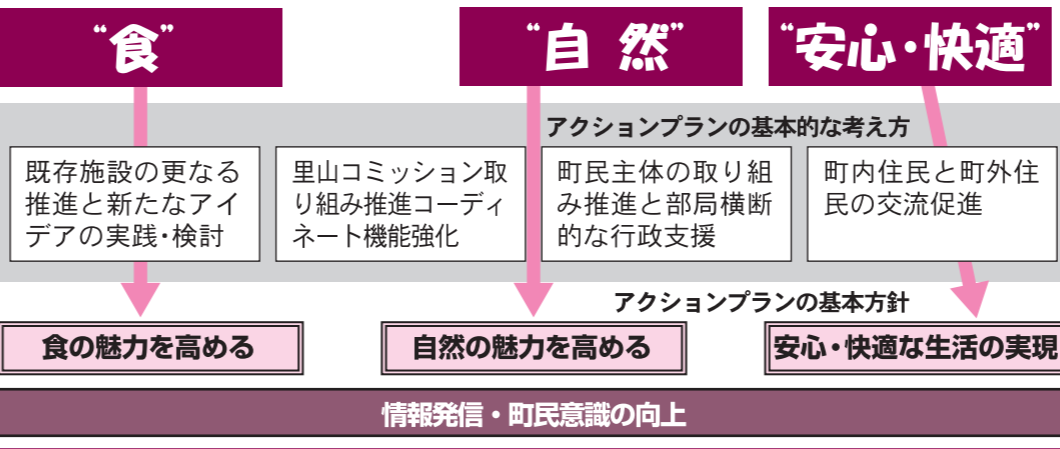 “食”
“自然”
“安心・快適”
アクションプランの基本的な考え方
既存施設の更なる
推進と新たなアイ
デアの実践・検討
里山コミッション取
り組み推進コーディ
ネート機能強化
町民主体の取り組
み推進と部局横断
的な行政支援
町内住民と町外住
民の交流促進
アクションプランの基本方針
食の魅力を高める
自然の魅力を高める
安心・快適な生活の実現
情報発信・町民意識の向上